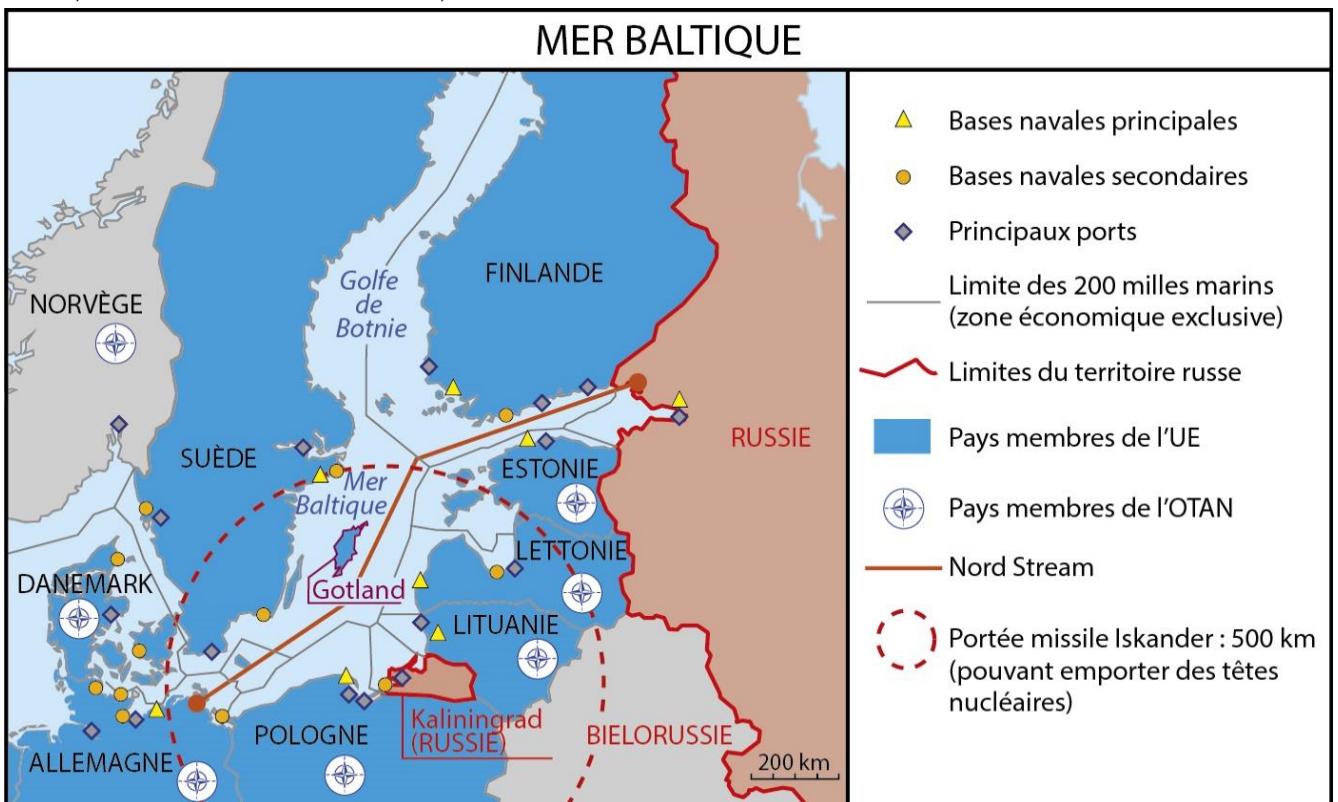 MER BALTIQUE
NORVÈGE
SUÈDE
FINLANDE
Golfe
de
Botnie
Mer
Baltique
Gotland
ESTONIE
LETTONIE
LITUANIE
RUSSIE
DANEMARK
ALLEMAGNE
POLOGNE
Kaliningrad
(RUSSIE)
BIELORUSSIE
200 km
Bases navales principales
Bases navales secondaires
Principaux ports
Limite des 200 milles marins
(zone économique exclusive)
Limites du territoire russe
Pays membres de l'UE
Pays membres de l'OTAN
Nord Stream
Portée missile Iskander : 500 km
(pouvant emporter des têtes
nucléaires)